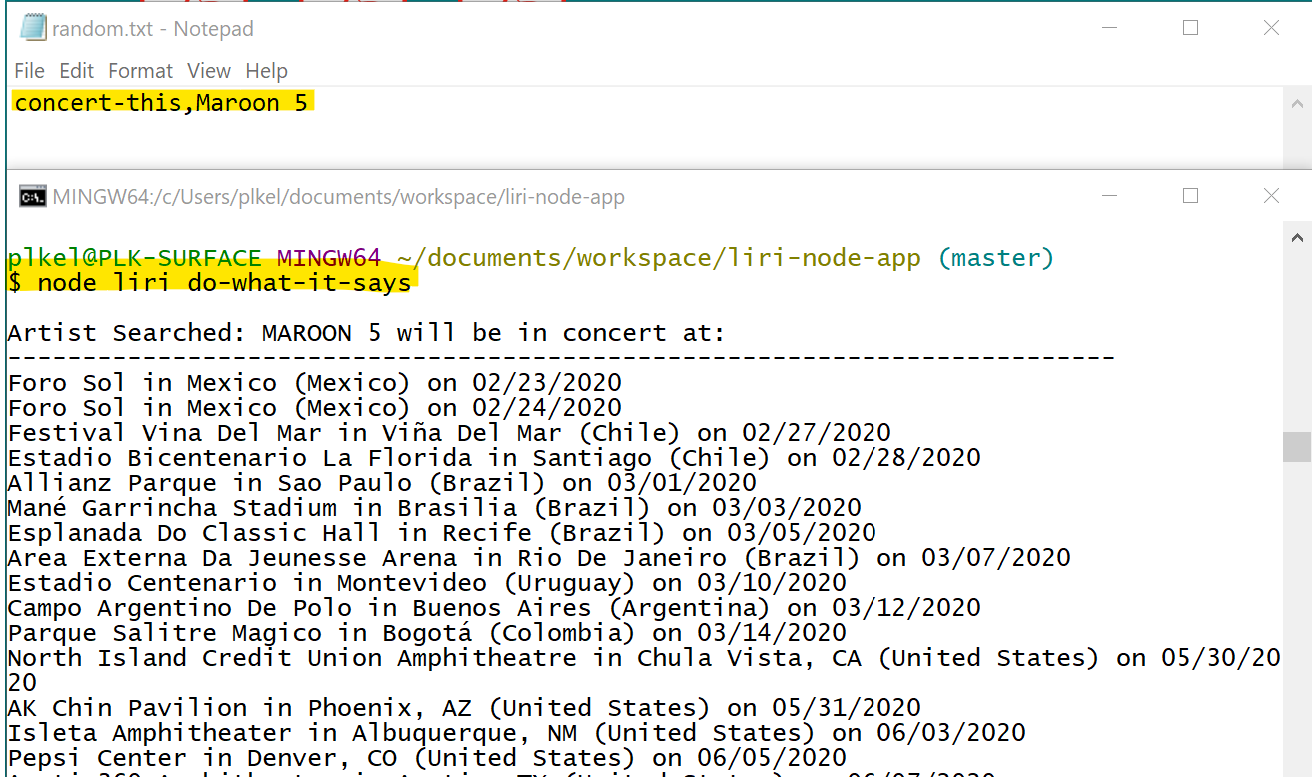 random.txt - Notepad
File Edit Format View Help
concert-this,Maroon 5
MINGW64:/c/Users/plkel/documents/workspace/liri-node-app
plkel@PLK-SURFACE MINGW64 ~/documents/workspace/liri-node-app (master)
$ node liri do-what-it-says
Artist Searched: MAROON 5 will be in concert at:
--------------------------------------------------------------------------
Foro Sol in Mexico (Mexico) on 02/23/2020
Foro Sol in Mexico (Mexico) on 02/24/2020
Festival Vina Del Mar in Viña Del Mar (Chile) on 02/27/2020
Estadio Bicentenario La Florida in Santiago (Chile) on 02/28/2020
Allianz Parque in Sao Paulo (Brazil) on 03/01/2020
Mané Garrincha Stadium in Brasilia (Brazil) on 03/03/2020
Esplanada Do Classic Hall in Recife (Brazil) on 03/05/2020
Area Externa Da Jeunesse Arena in Rio De Janeiro (Brazil) on 03/07/2020
Estadio Centenario in Montevideo (Uruguay) on 03/10/2020
Campo Argentino De Polo in Buenos Aires (Argentina) on 03/12/2020
Parque Salitre Magico in Bogotá (Colombia) on 03/14/2020
North Island Credit Union Amphitheatre in Chula Vista, CA (United States) on 05/30/20
20
AK Chin Pavilion in Phoenix, AZ (United States) on 05/31/2020
Isleta Amphitheater in Albuquerque, NM (United States) on 06/03/2020
Pepsi Center in Denver, CO (United States) on 06/05/2020